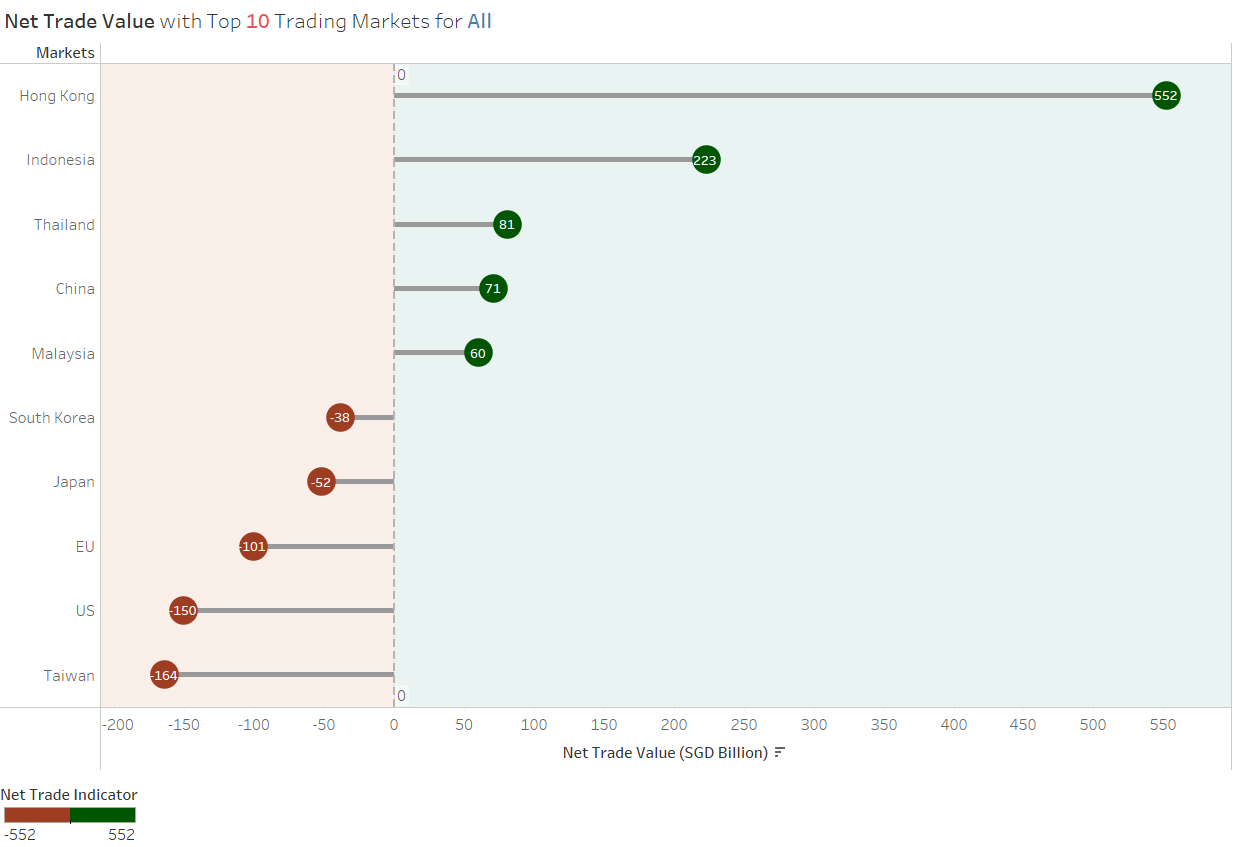 Net Trade Value with Top 10 Trading Markets for All
Markets
0
Hong Kong 552
Indonesia 223
Thailand 81
China 71
Malaysia 60
South Korea -38
Japan -52
EU -101
US -150
Taiwan -164
0
-200 -150 -100 -50 0 50 100 150 200 250 300 350 400 450 500 550
Net Trade Value (SGD Billion)
Net Trade Indicator
-552 552